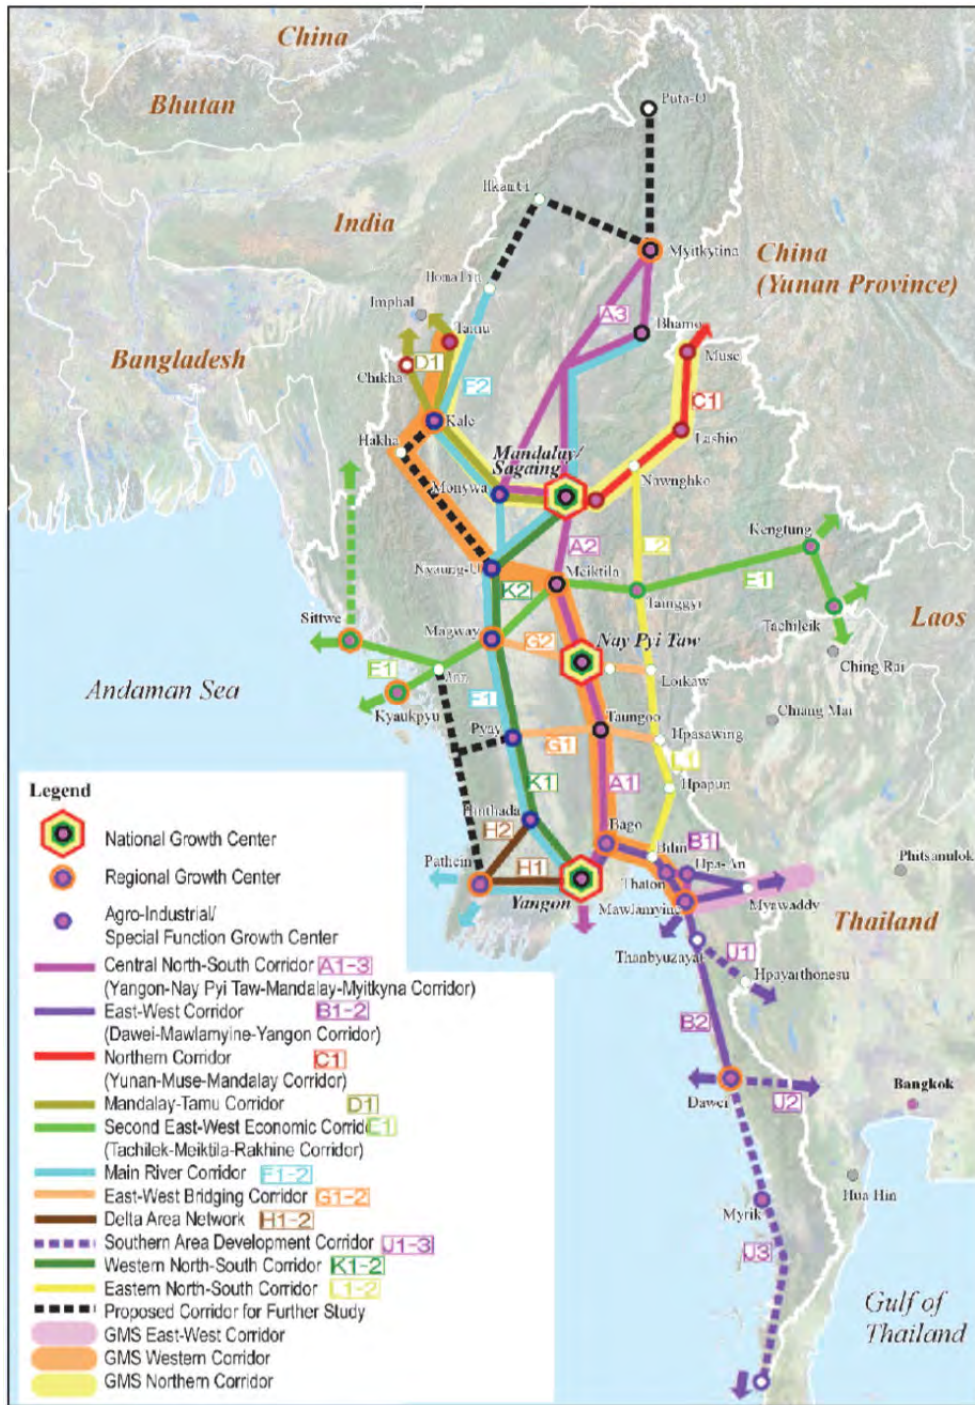 China
Bhutan
Puta-O
Hkamti
India
Myitkytina
China
(Yunan Province)
Homalin
Imphal
A3
Bhamo
Tamu
Muse
Bangladesh
D1
Chikha
F2
C1
Kale
Lashio
Hakha
Mandalay/
Sagaing
Nawnghko
Monywa
Kengtung
A2
L2
Nyaung-U
Meiktila
E1
K2
Tainggyi
Tachileik
Laos
Sittwe
Magway
G2
Nay Pyi Taw
Ching Rai
E1
Ann
Loikaw
Andaman Sea
Kyaukpyu
F1
Chiang Mai
Taungoo
Pyay
G1
Hpasawing
L1
K1
A1
Hpapun
Legend
Hinthada
National Growth Center
H2
Bago
B1
Bilin
Pathein
H1
Hpa-An
Phitsanulok
Regional Growth Center
Thaton
Yangon
Mawlamyine
Myawaddy
Thailand
Agro-Industrial/
Special Function Growth Center
Thanbyuzayat
J1
Central North-South Corridor A1-3
(Yangon-Nay Pyi Taw-Mandalay-Myitkyna Corridor)
Hpayarthonesu
East-West Corridor B1-2
(Dawei-Mawlamyine-Yangon Corridor)
B2
Northern Corridor C1
(Yunan-Muse-Mandalay Corridor)
Bangkok
Mandalay-Tamu Corridor D1
Dawei
J2
Second East-West Economic Corrid E1
(Tachilek-Meiktila-Rakhine Corridor)
Main River Corridor F1-2
East-West Bridging Corridor G1-2
Hua Hin
Delta Area Network H1-2
Myrik
Southern Area Development Corridor J1-3
J3
Western North-South Corridor K1-2
Eastern North-South Corridor L1-2
Proposed Corridor for Further Study
GMS East-West Corridor
GMS Western Corridor
GMS Northern Corridor
Gulf of
Thailand